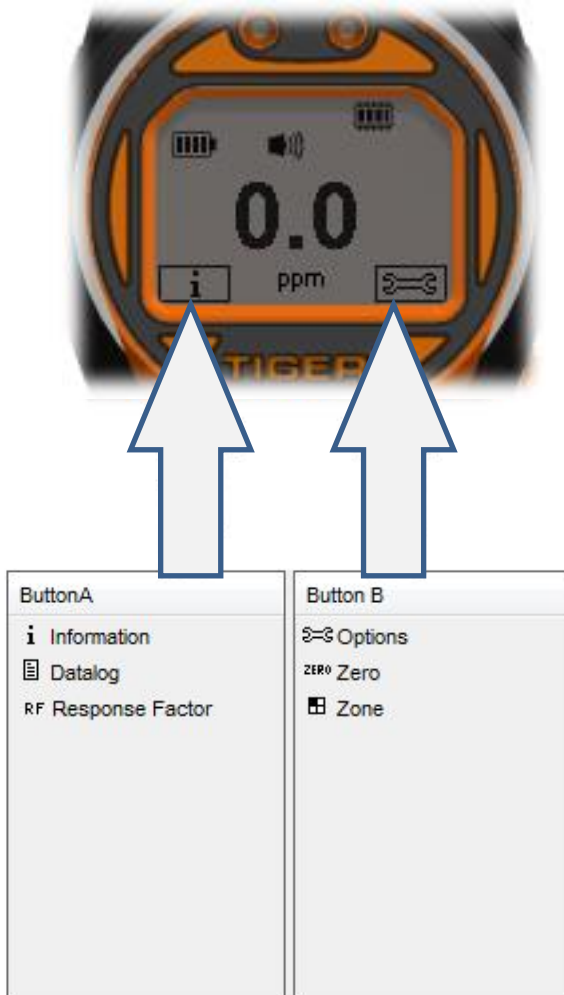 0.0
i
ppm
TIGER
ButtonA
i Information
Datalog
RF Response Factor
Button B
Options
ZERO Zero
Zone